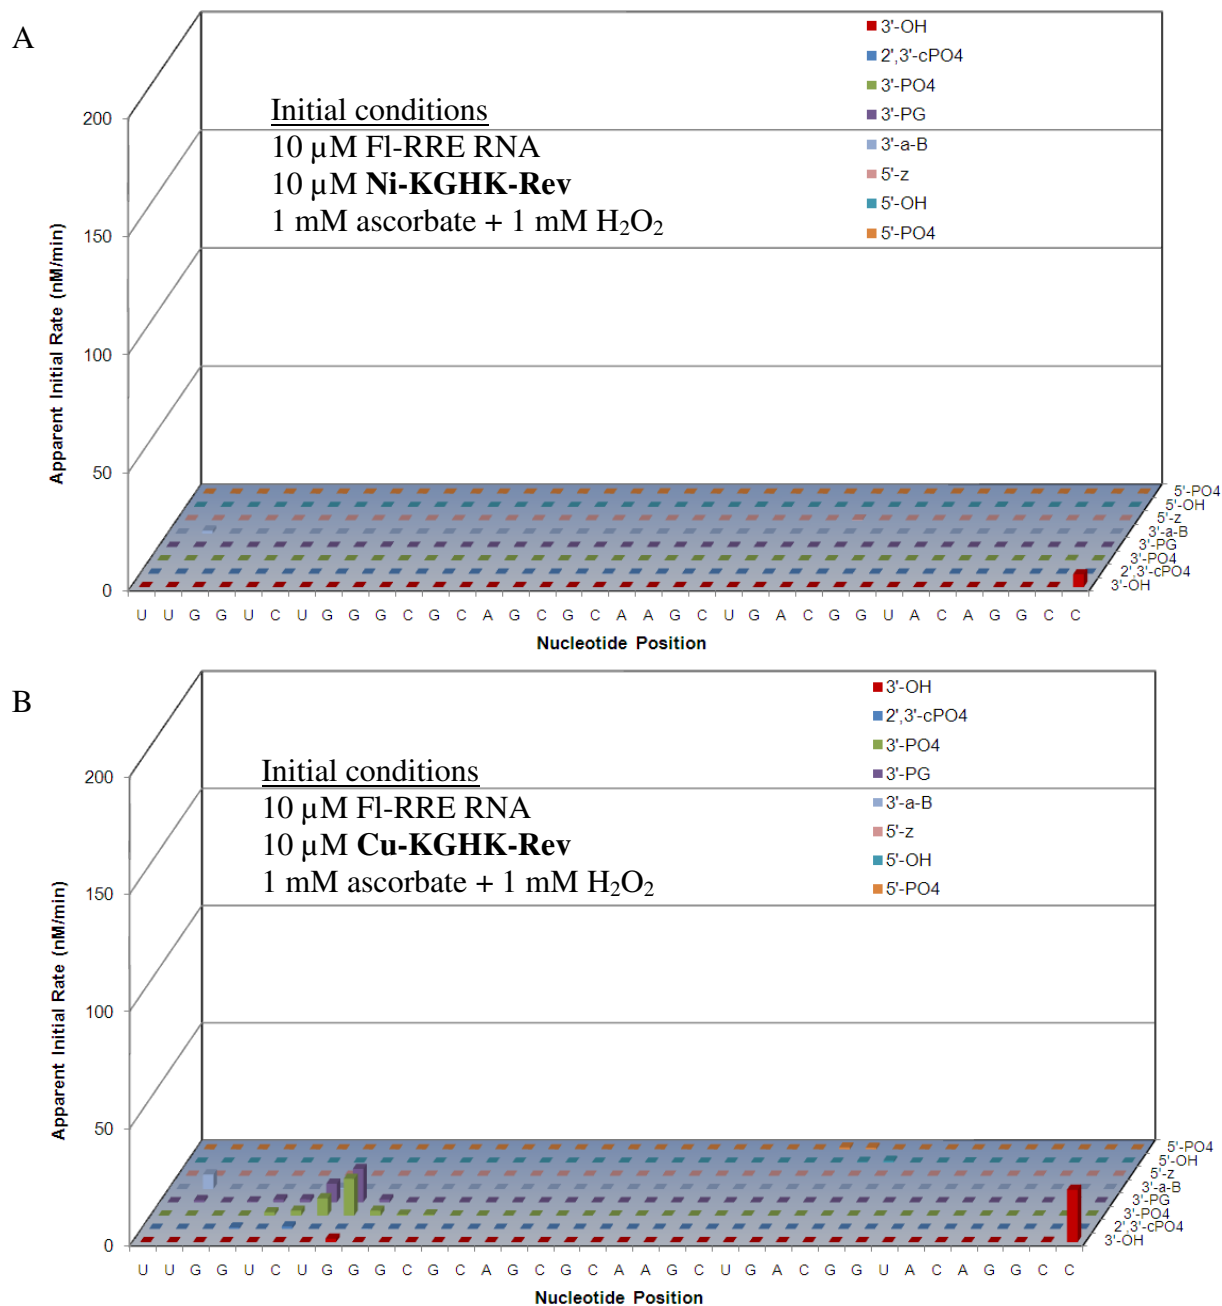 A
3'-OH
2',3'-cPO4
3'-PO4
3'-PG
3'-a-B
5'-z
5'-OH
5'-PO4
Initial conditions
10 µM Fl-RRE RNA
10 µM Ni-KGHK-Rev
1 mM ascorbate + 1 mM H₂O₂
Apparent Initial Rate (nM/min)
200
150
100
50
0
5'-PO4
5'-OH
5'-z
3'-a-B
3'-PG
3'-PO4
2',3'-cPO4
3'-OH
U U G G U C U G G G C G C A G C G C A A G C U G A C G G U A C A G G C C
Nucleotide Position
B
3'-OH
2',3'-cPO4
3'-PO4
3'-PG
3'-a-B
5'-z
5'-OH
5'-PO4
Initial conditions
10 µM Fl-RRE RNA
10 µM Cu-KGHK-Rev
1 mM ascorbate + 1 mM H₂O₂
Apparent Initial Rate (nM/min)
200
150
100
50
0
5'-PO4
5'-OH
5'-z
3'-a-B
3'-PG
3'-PO4
2',3'-cPO4
3'-OH
U U G G U C U G G G C G C A G C G C A A G C U G A C G G U A C A G G C C
Nucleotide Position